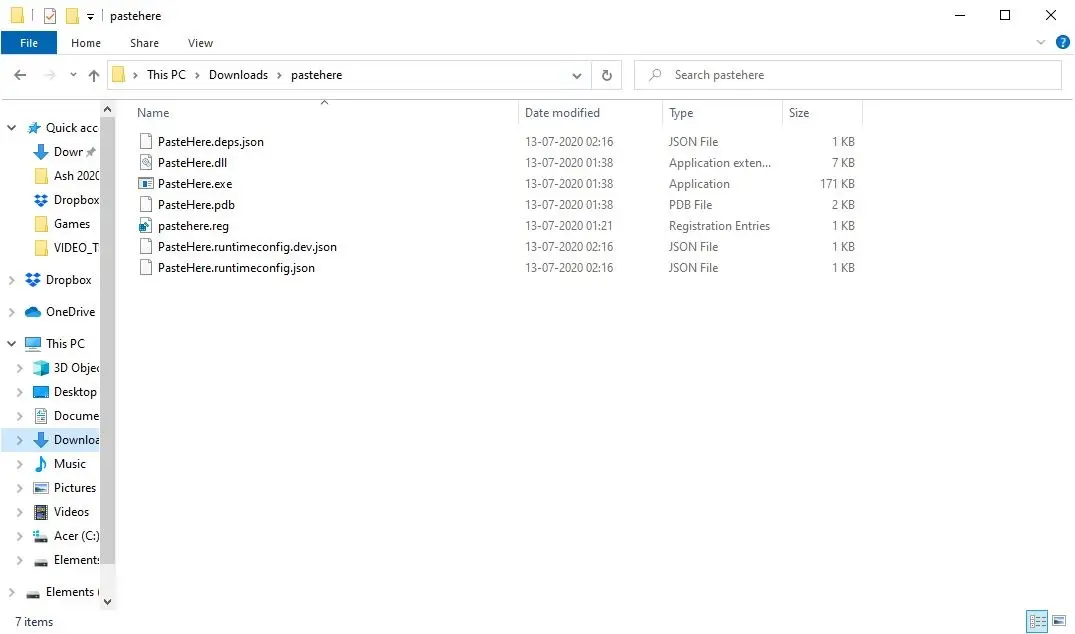 pastehere
File Home Share View
This PC Downloads pastehere
Search pastehere
Name Date modified Type Size
PasteHere.deps.json 13-07-2020 02:16 JSON File 1 KB
PasteHere.dll 13-07-2020 01:38 Application exten... 7 KB
PasteHere.exe 13-07-2020 01:38 Application 171 KB
PasteHere.pdb 13-07-2020 01:38 PDB File 2 KB
pastehere.reg 13-07-2020 01:21 Registration Entries 1 KB
PasteHere.runtimeconfig.dev.json 13-07-2020 02:16 JSON File 1 KB
PasteHere.runtimeconfig.json 13-07-2020 02:16 JSON File 1 KB
Quick acc
Dowr
Ash 2020
Dropbox
Games
VIDEO_T
Dropbox
OneDrive
This PC
3D Objec
Desktop
Docume
Downloa
Music
Pictures
Videos
Acer (C:)
Elements
Elements (
7 items